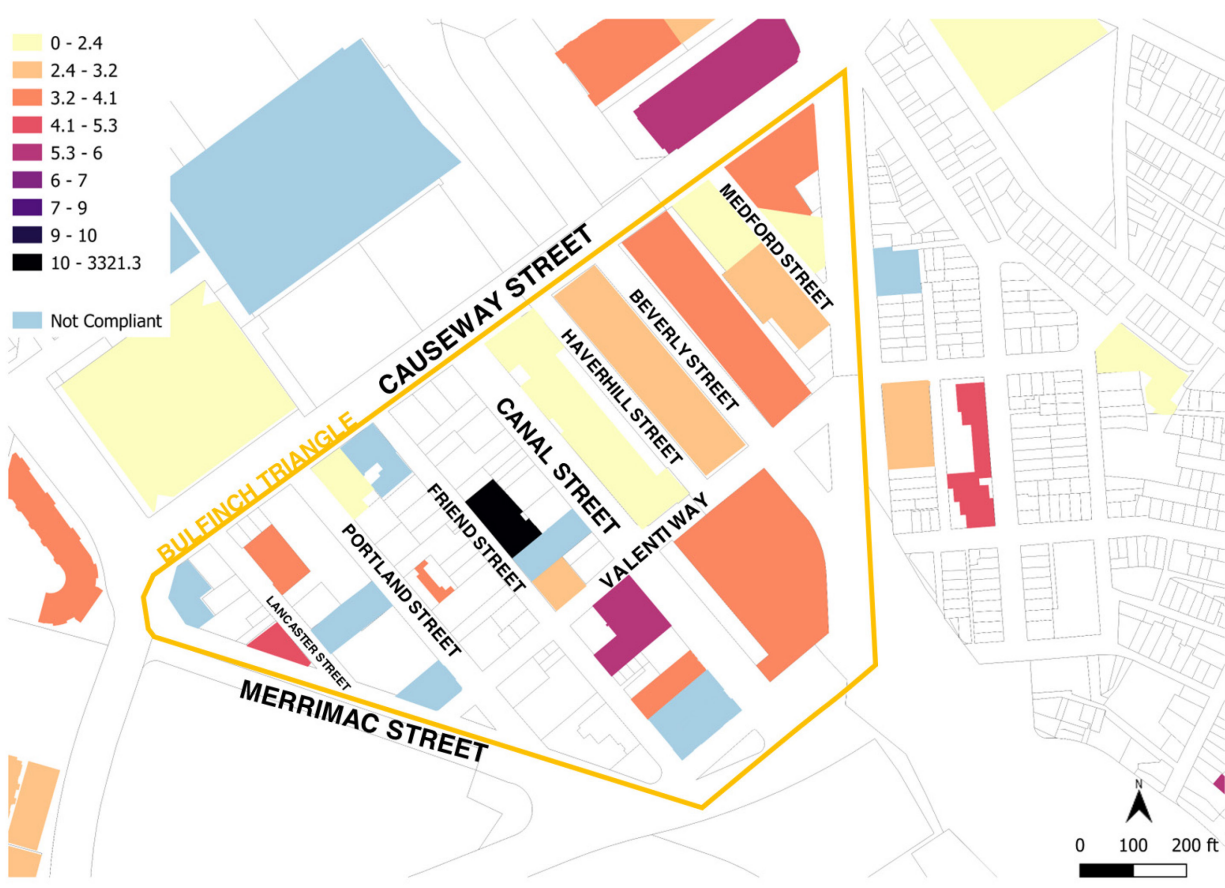 0 - 2.4
2.4 - 3.2
3.2 - 4.1
4.1 - 5.3
5.3 - 6
6 - 7
7 - 9
9 - 10
10 - 3321.3
Not Compliant
CAUSEWAY STREET
MEDFORD STREET
BEVERLY STREET
HAVERHILL STREET
CANAL STREET
BULFINCH TRIANGLE
FRIEND STREET
VALENTI WAY
PORTLAND STREET
LANCASTER STREET
MERRIMAC STREET
N
0 100 200 ft